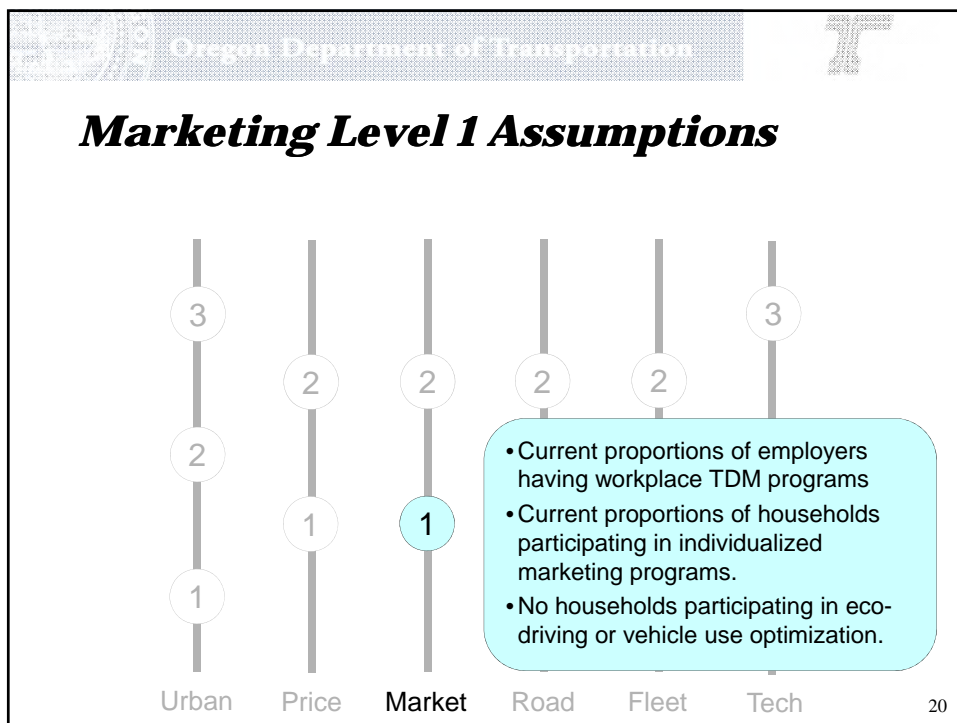 Oregon Department of Transportation
Marketing Level 1 Assumptions
3 3
2 2 2 2
2
1 1
1
• Current proportions of employers
having workplace TDM programs
• Current proportions of households
participating in individualized
marketing programs.
• No households participating in eco-
driving or vehicle use optimization.
Urban Price Market Road Fleet Tech
20